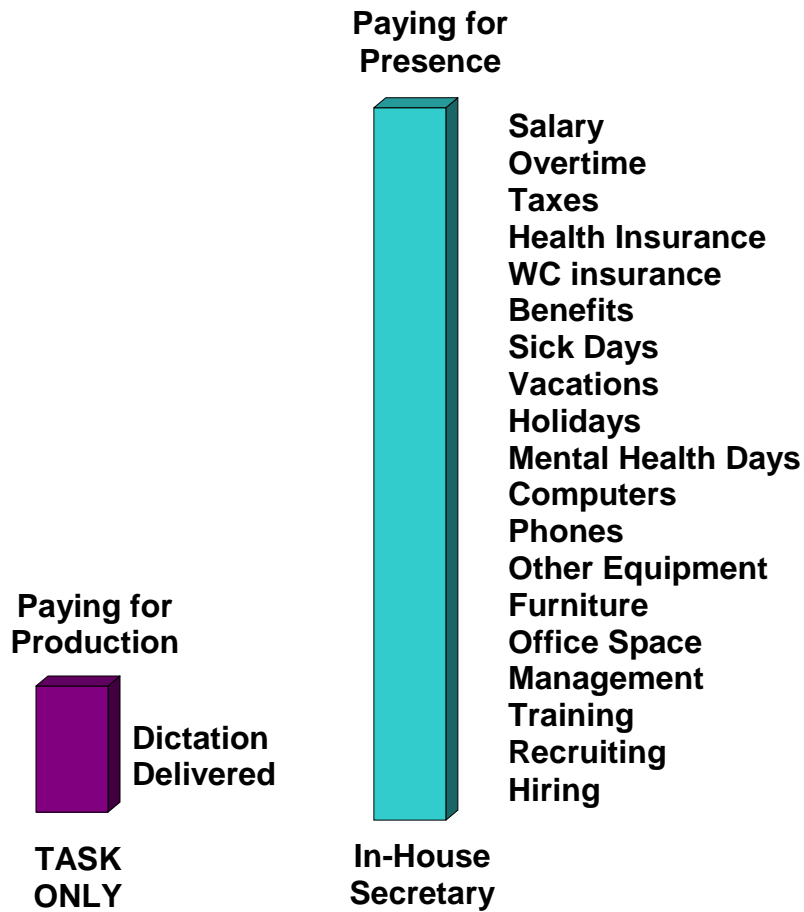 Paying for
Presence
Salary
Overtime
Taxes
Health Insurance
WC insurance
Benefits
Sick Days
Vacations
Holidays
Mental Health Days
Computers
Phones
Other Equipment
Furniture
Office Space
Management
Training
Recruiting
Hiring
Paying for
Production
Dictation
Delivered
TASK
ONLY
In-House
Secretary